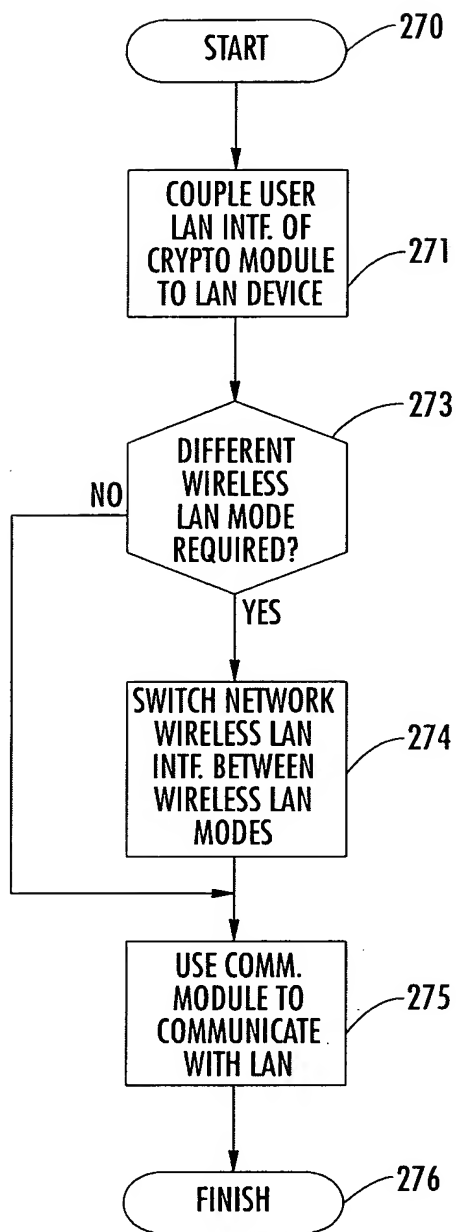 START
270
COUPLE USER
LAN INTF. OF
CRYPTO MODULE
TO LAN DEVICE
271
273
DIFFERENT
WIRELESS
LAN MODE
REQUIRED?
NO
YES
SWITCH NETWORK
WIRELESS LAN
INTF. BETWEEN
WIRELESS LAN
MODES
274
USE COMM.
MODULE TO
COMMUNICATE
WITH LAN
275
FINISH
276